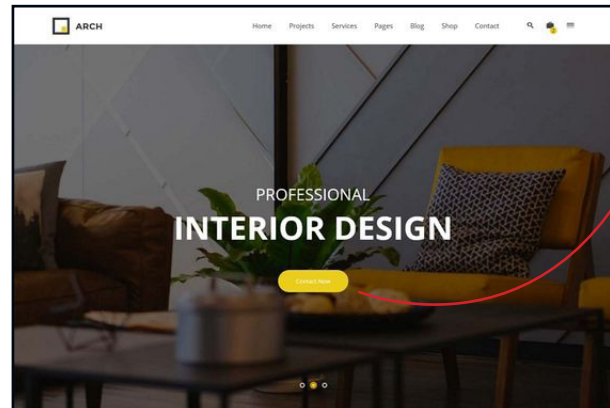 ARCH
Home Projects Services Pages Blog Shop Contact
PROFESSIONAL
INTERIOR DESIGN
Contact Now